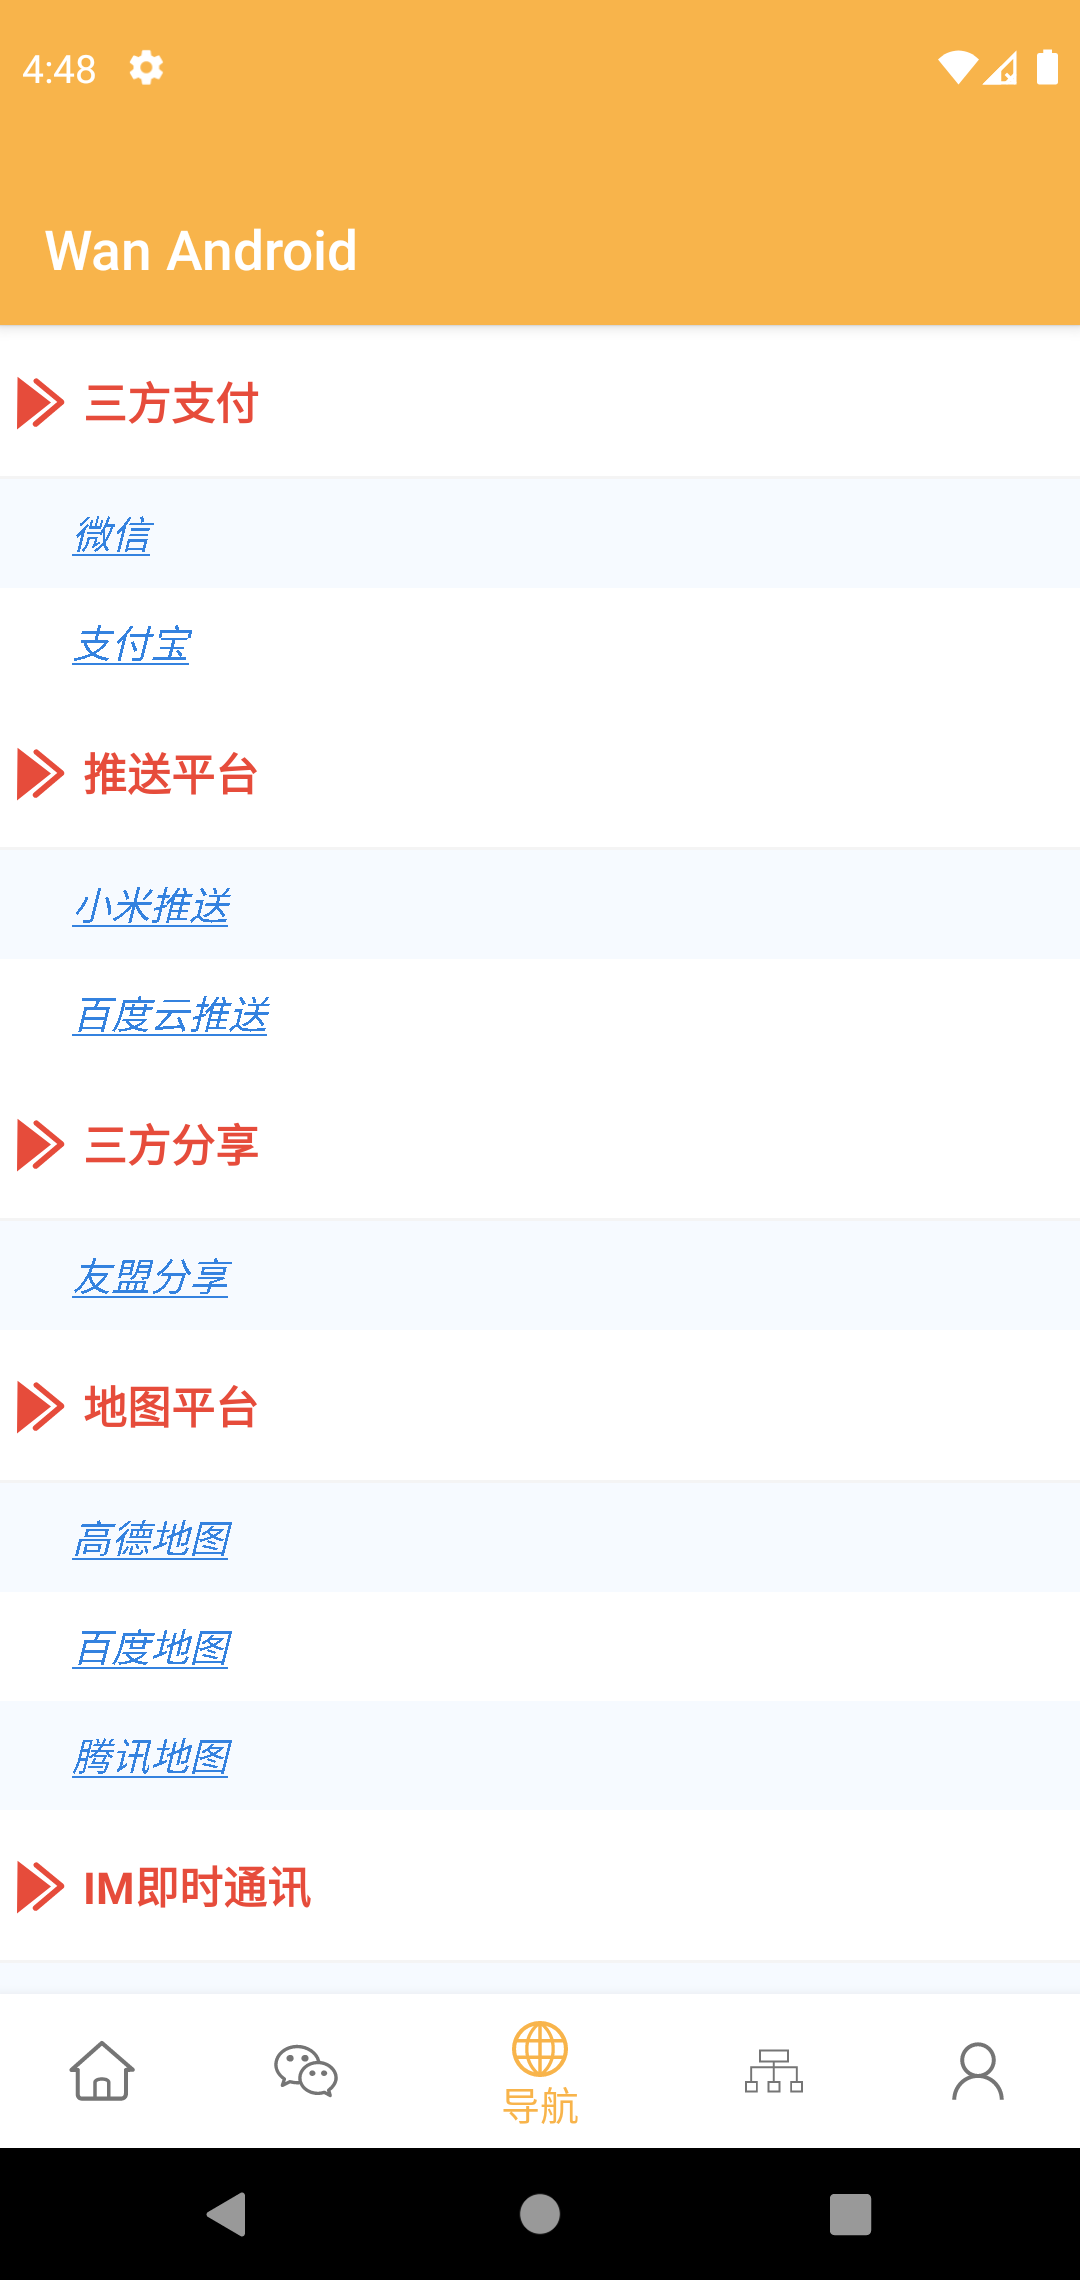 4:48
Wan Android
三方支付
微信
支付宝
推送平台
小米推送
百度云推送
三方分享
友盟分享
地图平台
高德地图
百度地图
腾讯地图
IM即时通讯
导航